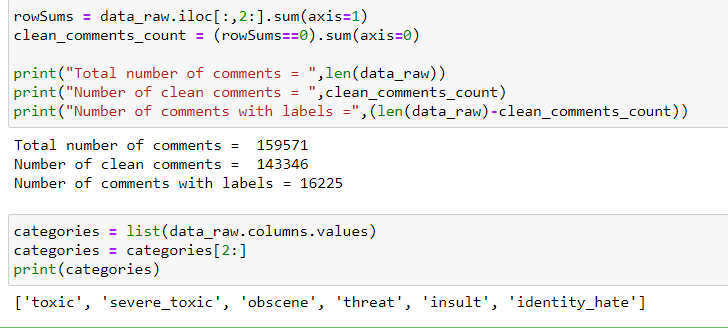 rowSums = data_raw.iloc[:,2:].sum(axis=1)
clean_comments_count = (rowSums==0).sum(axis=0)
print("Total number of comments = ",len(data_raw))
print("Number of clean comments = ",clean_comments_count)
print("Number of comments with labels =",(len(data_raw)-clean_comments_count))
Total number of comments =  159571
Number of clean comments =  143346
Number of comments with labels = 16225
categories = list(data_raw.columns.values)
categories = categories[2:]
print(categories)
['toxic', 'severe_toxic', 'obscene', 'threat', 'insult', 'identity_hate']